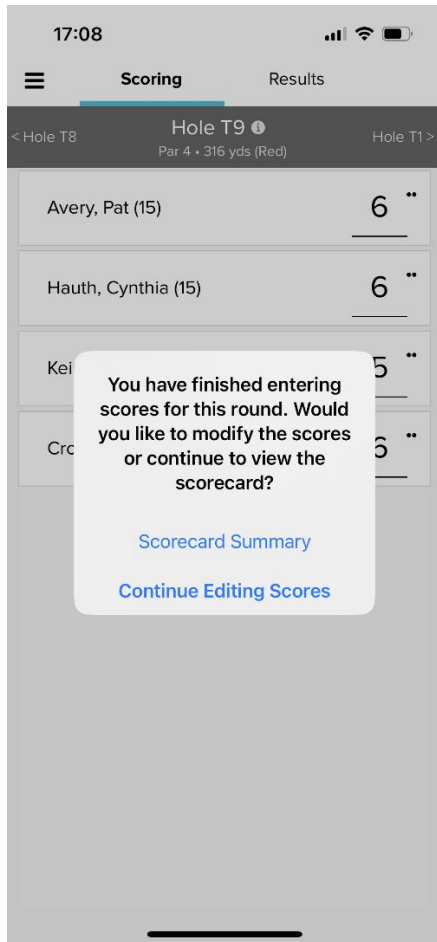 17:08
Scoring Results
< Hole T8 Hole T9 Hole T1 >
Par 4 • 316 yds (Red)
Avery, Pat (15) 6 ••
Hauth, Cynthia (15) 6 ••
Kei 5 ••
Cro 6 ••
You have finished entering
scores for this round. Would
you like to modify the scores
or continue to view the
scorecard?
Scorecard Summary
Continue Editing Scores